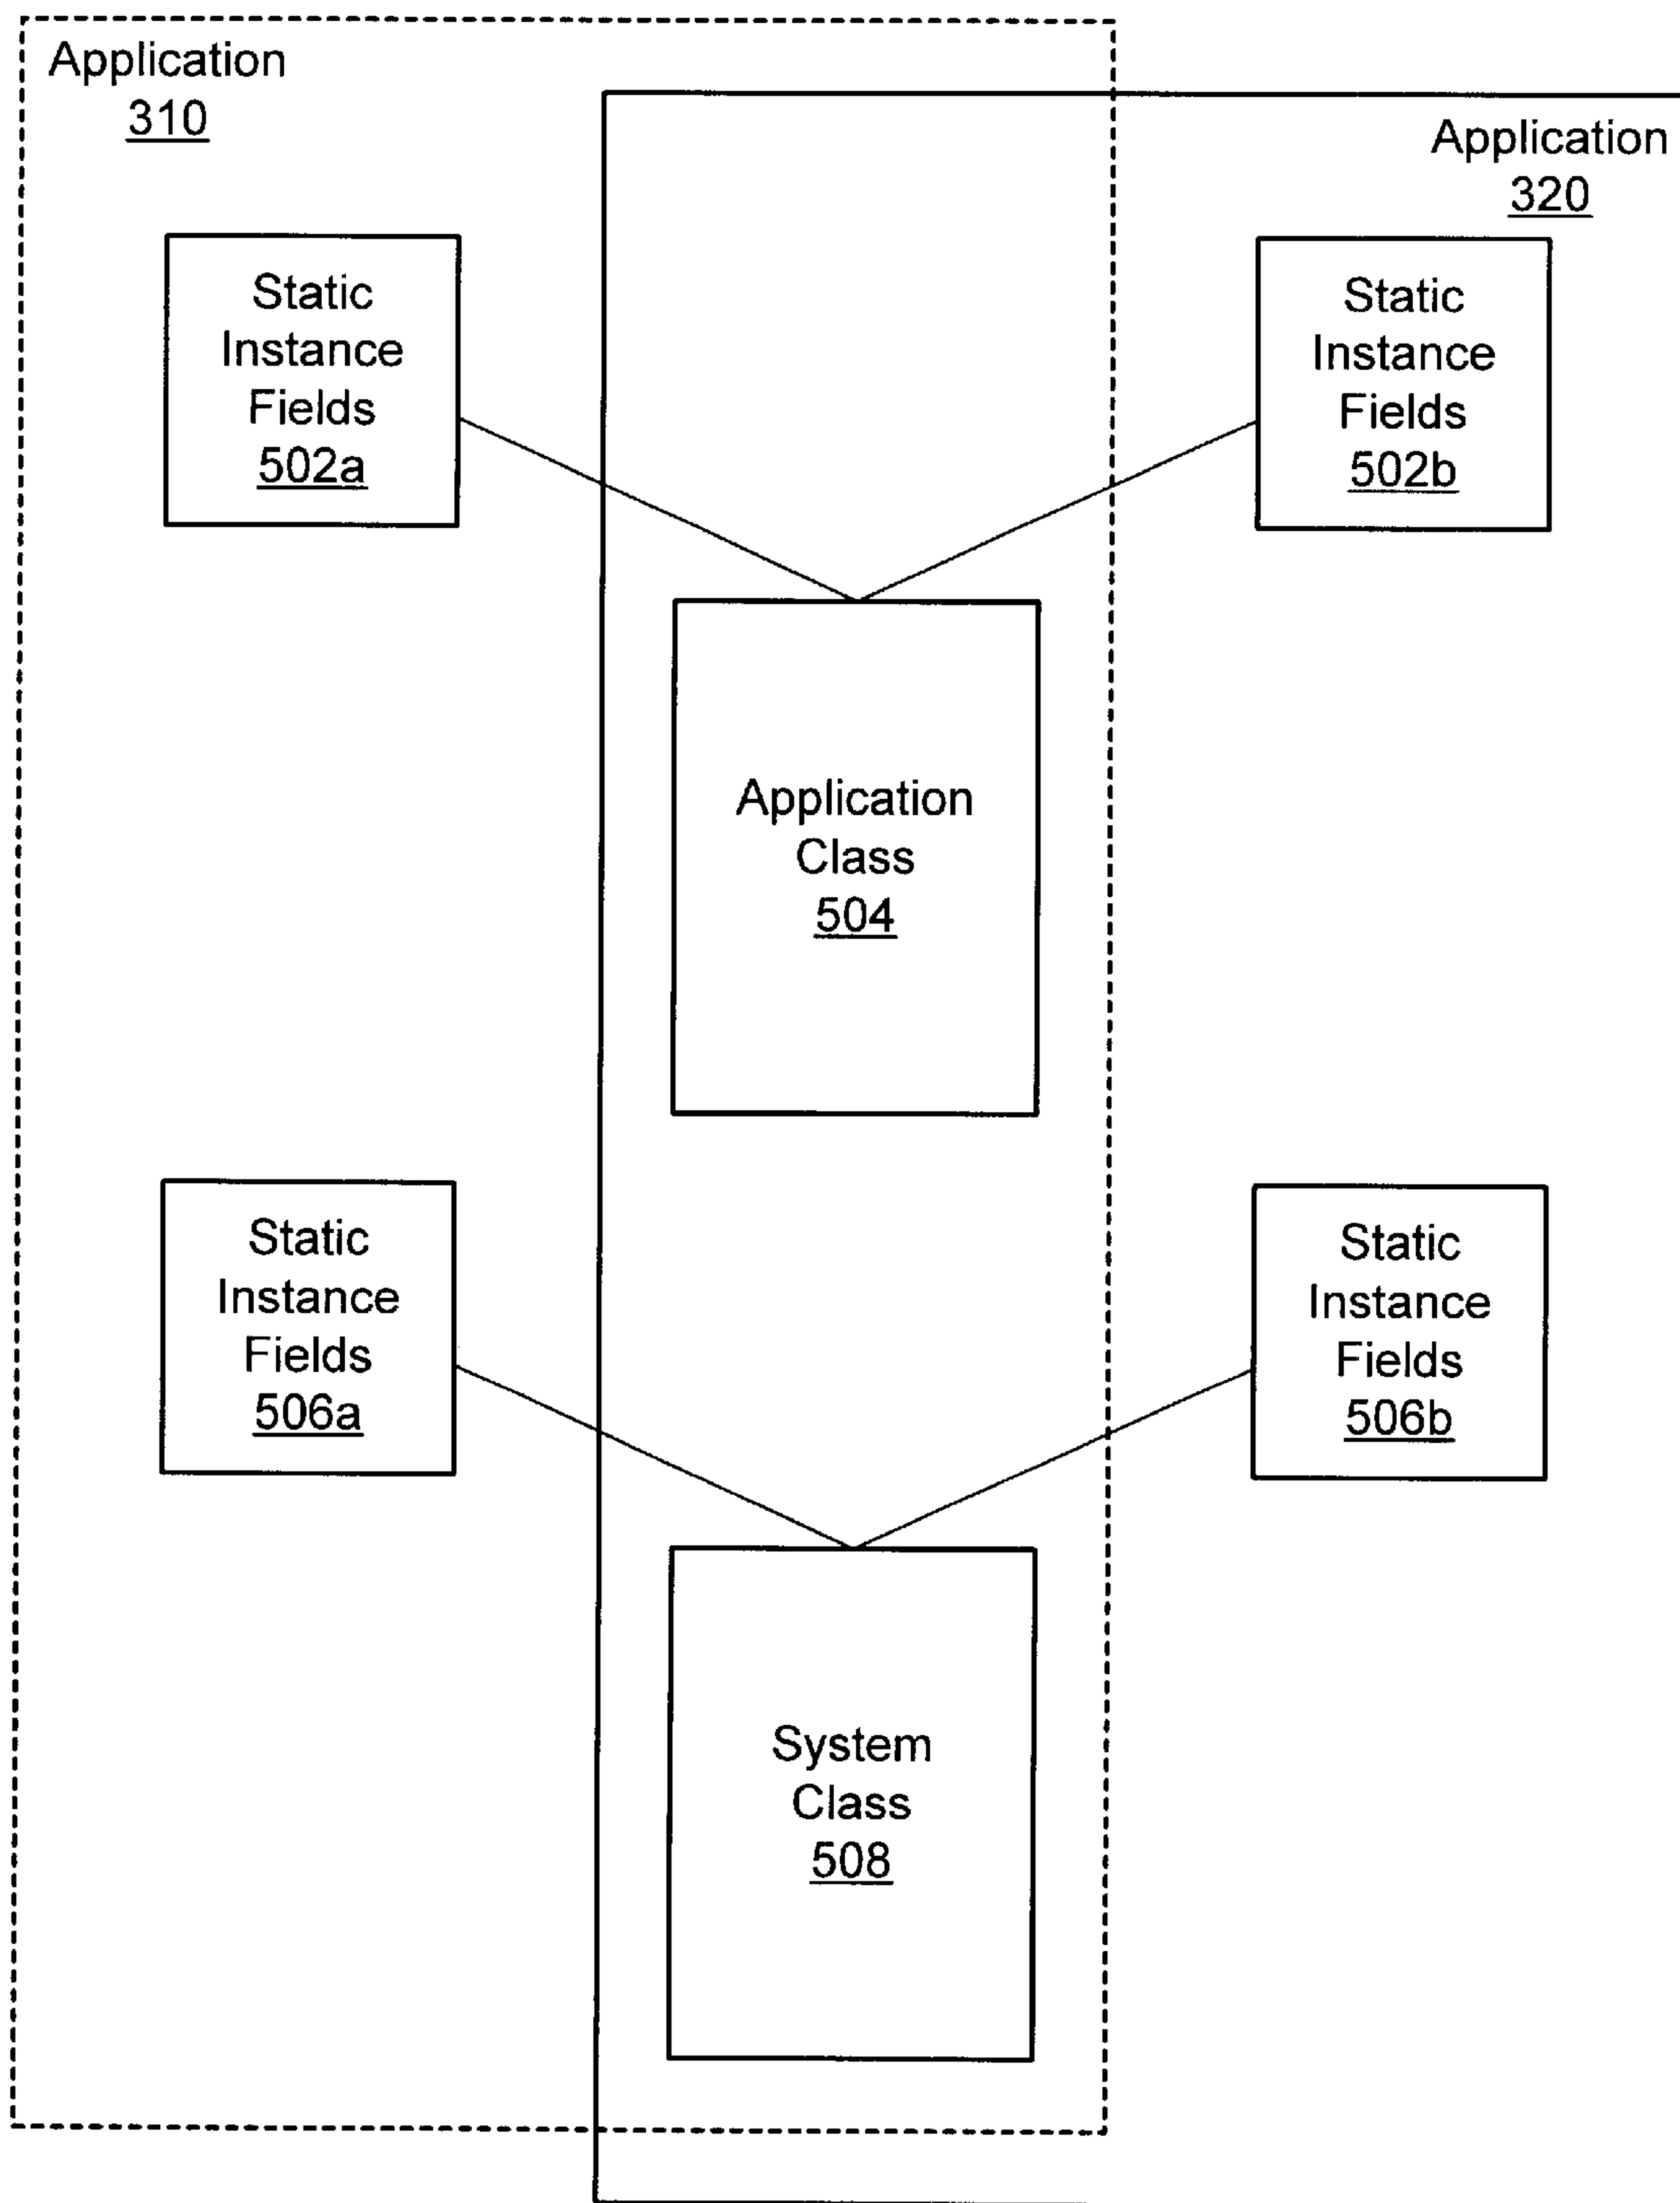 Application
310
Application
320
Static
Instance
Fields
502a
Static
Instance
Fields
502b
Application
Class
504
Static
Instance
Fields
506a
Static
Instance
Fields
506b
System
Class
508